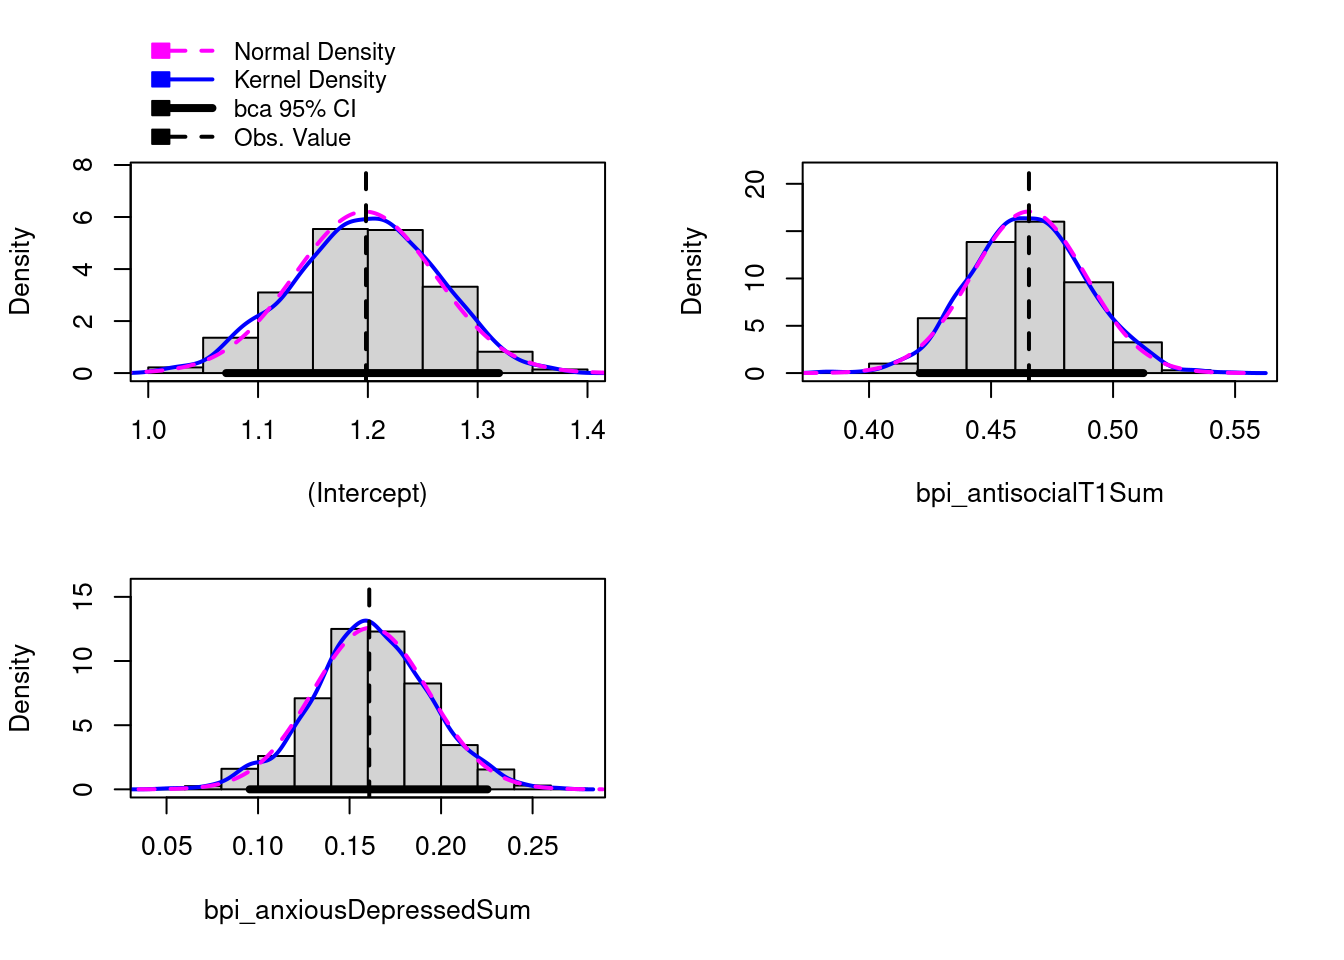 Normal Density
Kernel Density
bca 95% CI
Obs. Value
Density
0 2 4 6 8
1.0 1.1 1.2 1.3 1.4
(Intercept)
Density
0 5 10 20
0.40 0.45 0.50 0.55
bpi_antisocialT1Sum
Density
0 5 10 15
0.05 0.10 0.15 0.20 0.25
bpi_anxiousDepressedSum